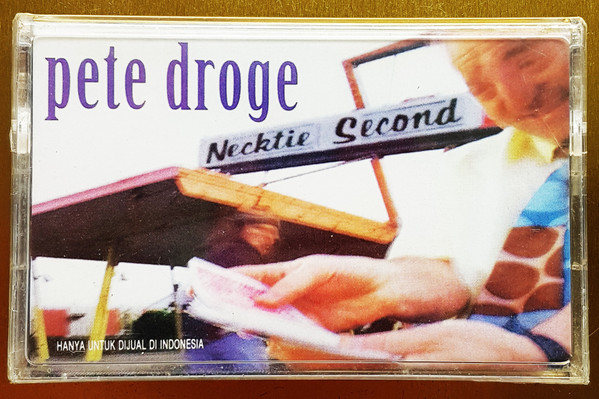 pete droge
Necktie Second
HANYA UNTUK DIJUAL DI INDONESIA